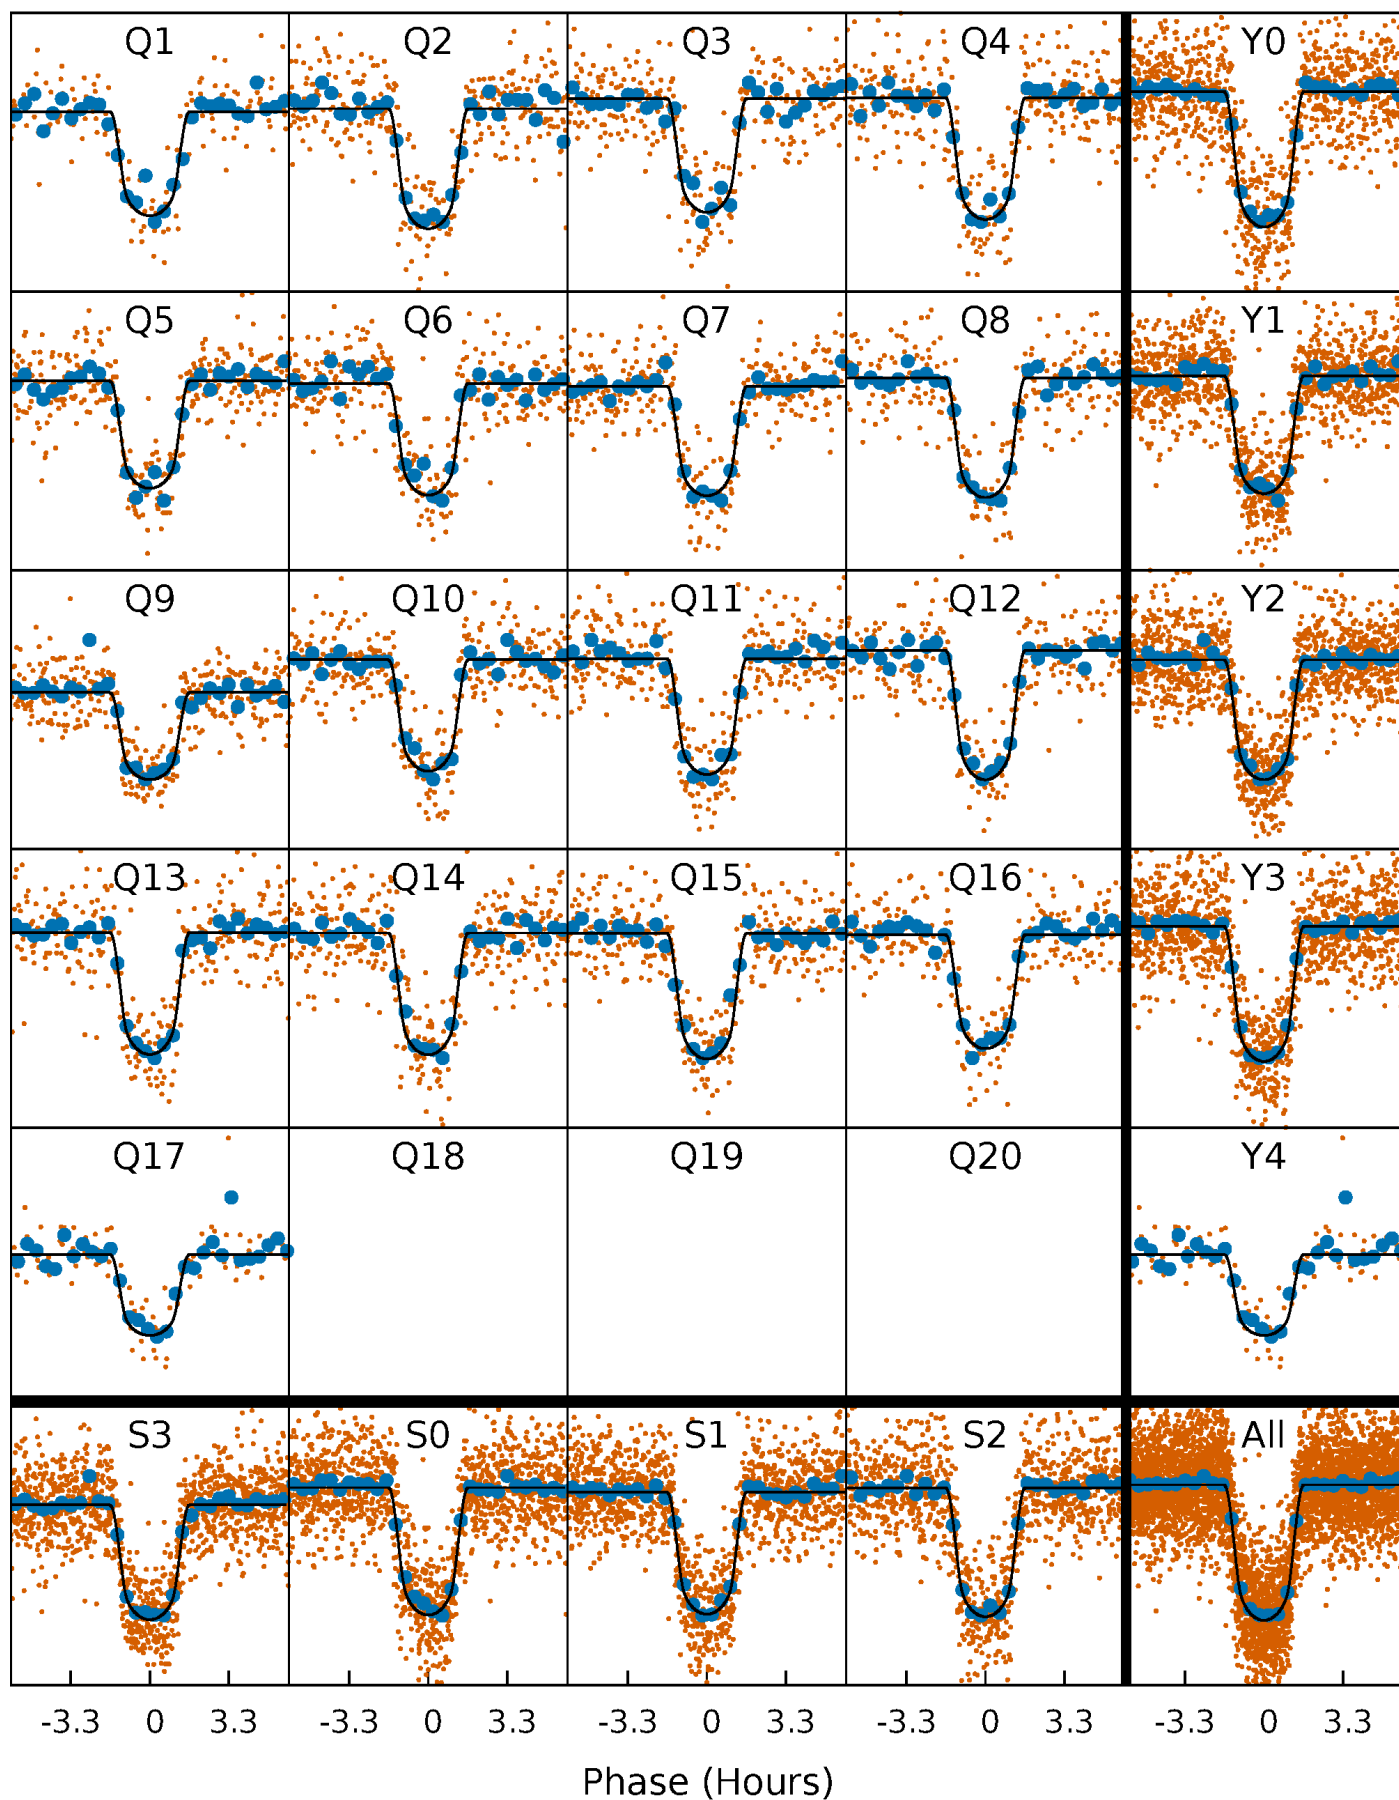 Q1 Q2 Q3 Q4 Y0
Q5 Q6 Q7 Q8 Y1
Q9 Q10 Q11 Q12 Y2
Q13 Q14 Q15 Q16 Y3
Q17 Q18 Q19 Q20 Y4
S3 S0 S1 S2 All
-3.3 0 3.3 -3.3 0 3.3 -3.3 0 3.3 -3.3 0 3.3 -3.3 0 3.3
Phase (Hours)